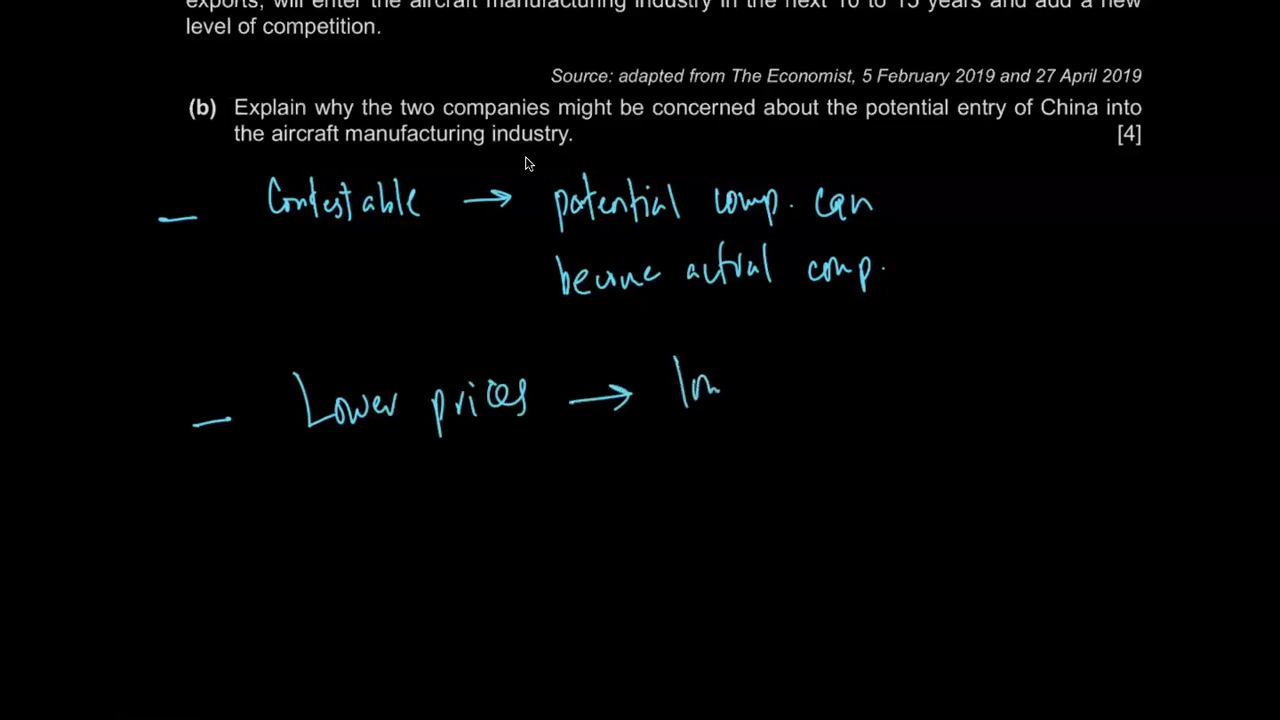 exports, will enter the aircraft manufacturing industry in the next 10 to 15 years and add a new
level of competition.
Source: adapted from The Economist, 5 February 2019 and 27 April 2019
(b) Explain why the two companies might be concerned about the potential entry of China into
the aircraft manufacturing industry. [4]
— Contestable → potential comp. can
become actual comp.
— Lower prices →